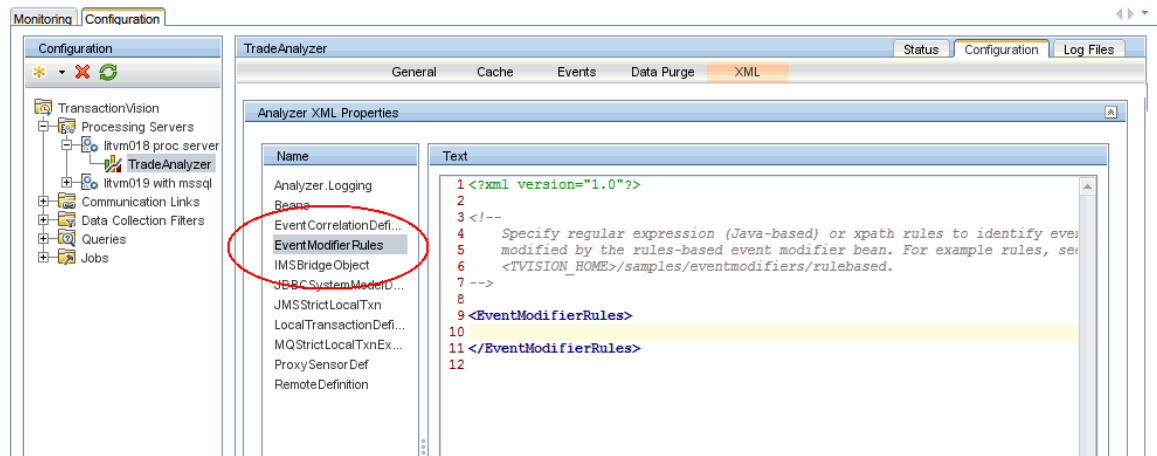 Monitoring Configuration
Configuration
TradeAnalyzer
Status Configuration Log Files
General Cache Events Data Purge XML
TransactionVision
Processing Servers
litvm018 proc server
TradeAnalyzer
litvm019 with mssql
Communication Links
Data Collection Filters
Queries
Jobs
Analyzer XML Properties
Name
Analyzer.Logging
Beans
EventCorrelationDefi...
EventModifierRules
IMSBridgeObject
JDBCSystemModelD...
JMSStrictLocalTxn
LocalTransactionDefi...
MQStrictLocalTxnEx...
ProxySensorDef
RemoteDefinition
Text
1 <?xml version="1.0"?>
2
3 <!--
4 Specify regular expression (Java-based) or xpath rules to identify
5 modified by the rules-based event modifier bean. For example rules,
6 <TVISION_HOME>/samples/eventmodifiers/rulebased.
7 -->
8
9 <EventModifierRules>
10
11 </EventModifierRules>
12